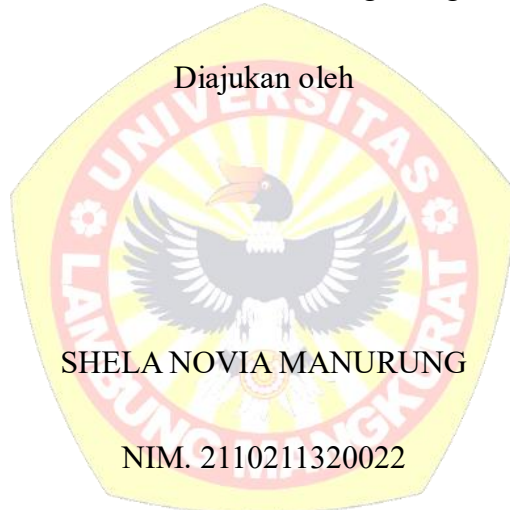 Diajukan oleh
UNIVERSITAS
LAMBUNG MANGKURAT
SHELA NOVIA MANURUNG
NIM. 2110211320022